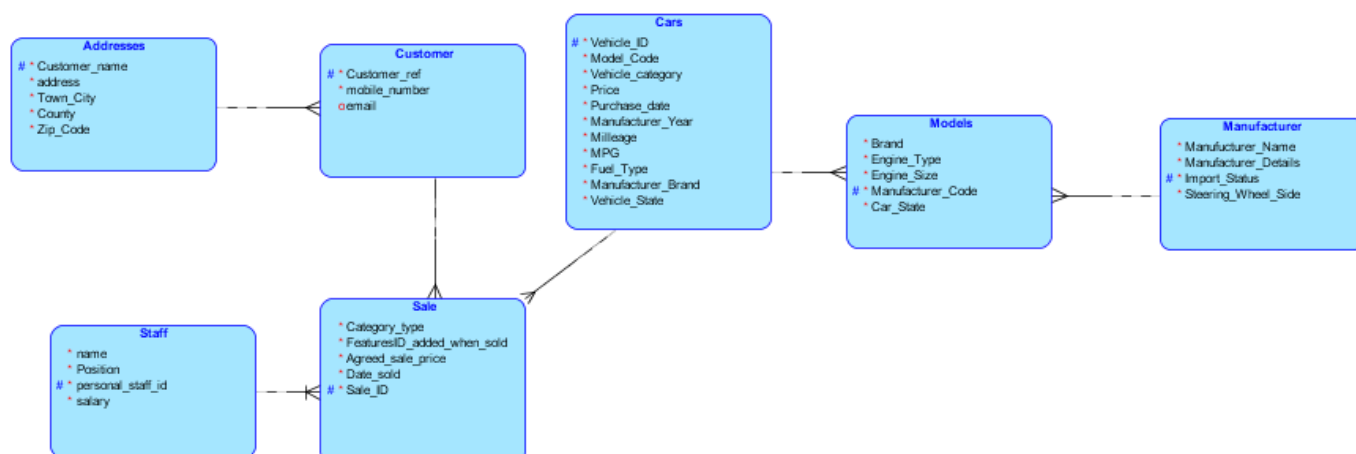 Addresses
# * Customer_name
* address
* Town_City
* County
* Zip_Code
Customer
# * Customer_ref
* mobile_number
o email
Cars
# * Vehicle_ID
* Model_Code
* Vehicle_category
* Price
* Purchase_date
* Manufacturer_Year
* Milleage
* MPG
* Fuel_Type
* Manufacturer_Brand
* Vehicle_State
Models
* Brand
* Engine_Type
* Engine_Size
# * Manufacturer_Code
* Car_State
Manufacturer
* Manufucturer_Name
* Manufacturer_Details
# * Import_Status
* Steering_Wheel_Side
Staff
* name
* Position
# * personal_staff_id
* salary
Sale
* Category_type
* FeaturesID_added_when_sold
* Agreed_sale_price
* Date_sold
# * Sale_ID